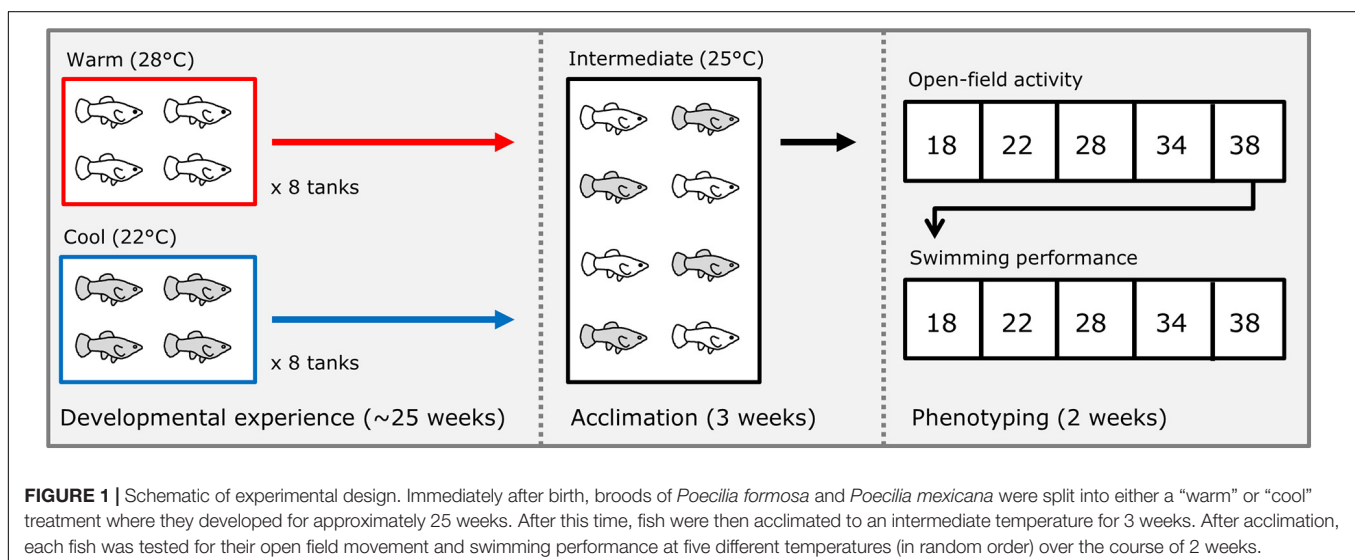 Warm (28°C)
x 8 tanks
Cool (22°C)
x 8 tanks
Developmental experience (~25 weeks)
Intermediate (25°C)
Acclimation (3 weeks)
Open-field activity
18 22 28 34 38
Swimming performance
18 22 28 34 38
Phenotyping (2 weeks)
FIGURE 1 | Schematic of experimental design. Immediately after birth, broods of Poecilia formosa and Poecilia mexicana were split into either a “warm” or “cool”
treatment where they developed for approximately 25 weeks. After this time, fish were then acclimated to an intermediate temperature for 3 weeks. After acclimation,
each fish was tested for their open field movement and swimming performance at five different temperatures (in random order) over the course of 2 weeks.